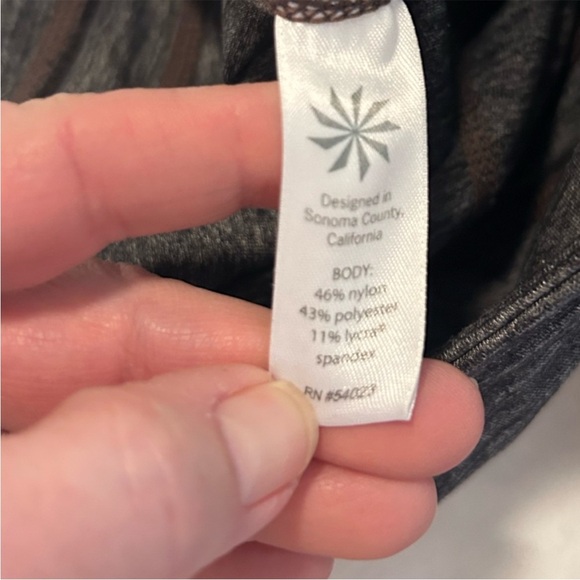 Designed in
Sonoma County,
California
BODY:
46% nylon
43% polyester
11% lycra®
spandex
RN #54023